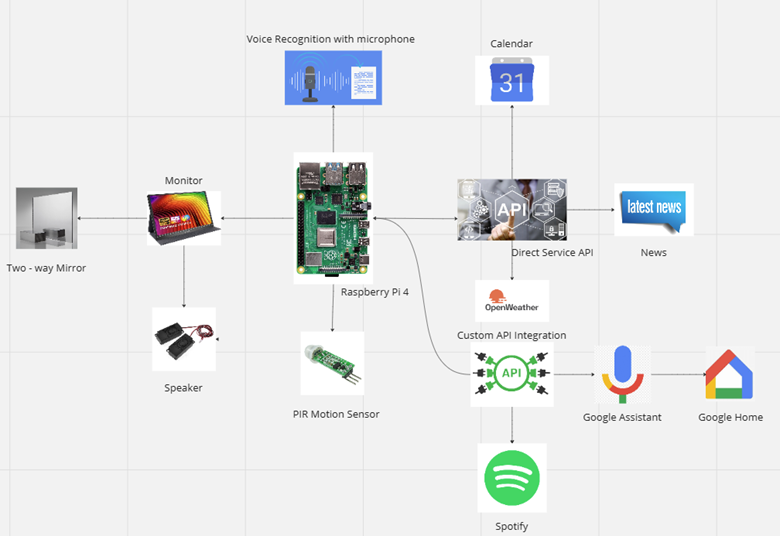 Voice Recognition with microphone
Calendar
31
Monitor
API
latest news
Two - way Mirror
Direct Service API
News
Raspberry Pi 4
OpenWeather
Custom API Integration
API
Speaker
PIR Motion Sensor
Google Assistant
Google Home
Spotify